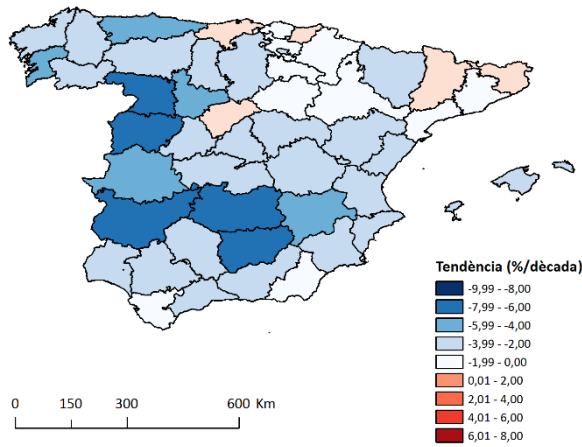 Tendència (%/dècada)
-9,99 - -8,00
-7,99 - -6,00
-5,99 - -4,00
-3,99 - -2,00
-1,99 - 0,00
0,01 - 2,00
2,01 - 4,00
4,01 - 6,00
6,01 - 8,00
0 150 300 600 Km